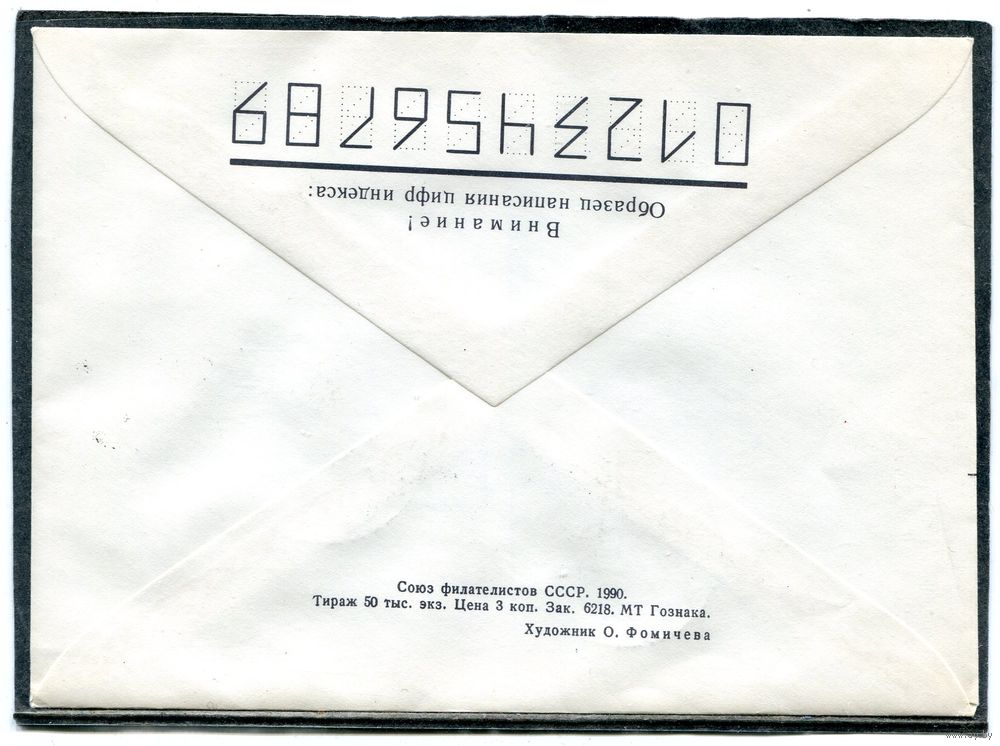 Внимание!
Образец написания цифр индекса:
0123456789
Союз филателистов СССР. 1990.
Тираж 50 тыс. экз. Цена 3 коп. Зак. 6218. МТ Гознака.
Художник О. Фомичева